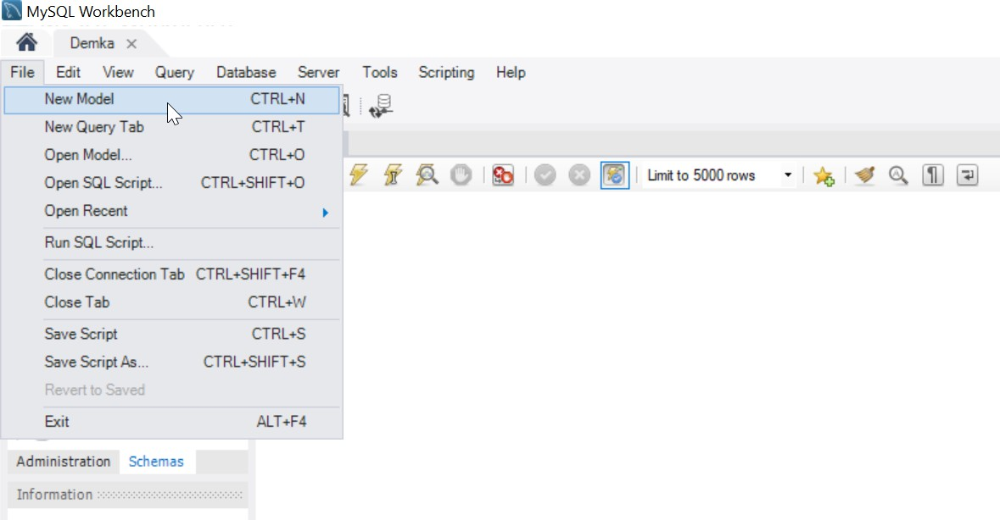 MySQL Workbench
Demka
File Edit View Query Database Server Tools Scripting Help
New Model CTRL+N
New Query Tab CTRL+T
Open Model... CTRL+O
Open SQL Script... CTRL+SHIFT+O
Open Recent
Run SQL Script...
Close Connection Tab CTRL+SHIFT+F4
Close Tab CTRL+W
Save Script CTRL+S
Save Script As... CTRL+SHIFT+S
Revert to Saved
Exit ALT+F4
Limit to 5000 rows
Administration Schemas
Information